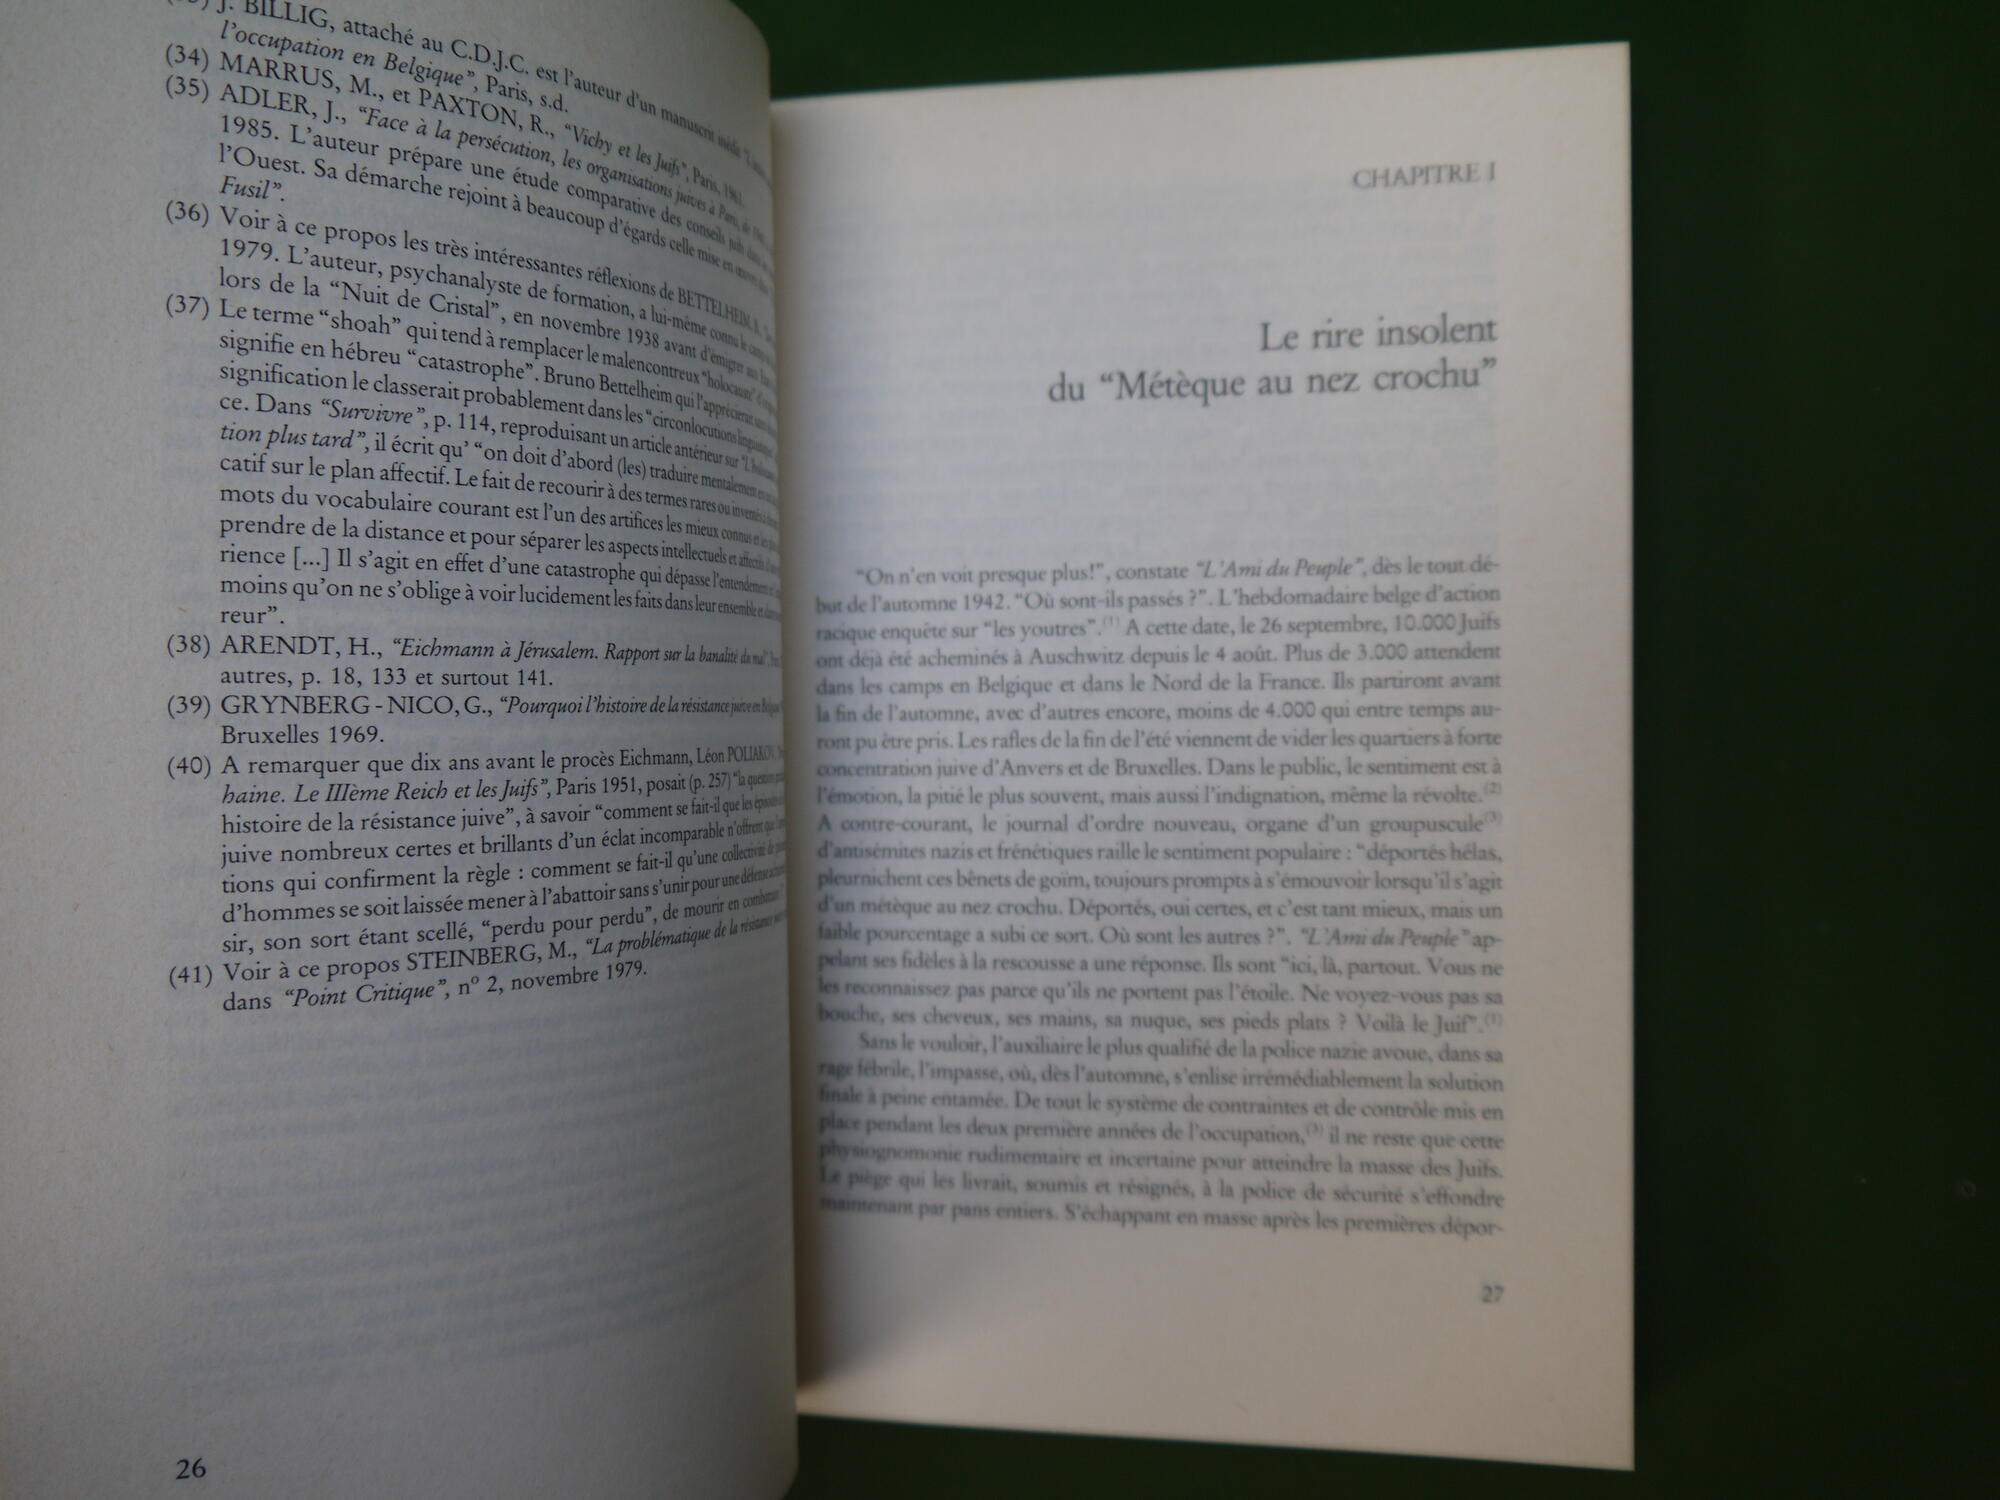 J. BILLIG, attaché au C.D.J.C. est l'auteur d'un manuscrit inédit
l'occupation en Belgique", Paris, s.d.
(34) MARRUS, M., et PAXTON, R., "Vichy et les Juifs", Paris, 1981.
(35) ADLER, J., "Face à la persécution, les organisations juives à Paris, de
1985. L'auteur prépare une étude comparative des conseils juifs dans
l'Ouest. Sa démarche rejoint à beaucoup d'égards celle mise en œuvre dans
Fusil".
(36) Voir à ce propos les très intéressantes réflexions de BETTELHEIM, B.,
1979. L'auteur, psychanalyste de formation, a lui-même connu le camp
lors de la "Nuit de Cristal", en novembre 1938 avant d'émigrer aux
(37) Le terme "shoah" qui tend à remplacer le malencontreux "holocauste"
signifie en hébreu "catastrophe". Bruno Bettelheim qui l'apprécierait
signification le classerait probablement dans les "circonlocutions linguistiques"
ce. Dans "Survivre", p. 114, reproduisant un article antérieur sur "L'holocauste
tion plus tard", il écrit qu' "on doit d'abord (les) traduire mentalement en
catif sur le plan affectif. Le fait de recourir à des termes rares ou inventés
mots du vocabulaire courant est l'un des artifices les mieux connus et les
prendre de la distance et pour séparer les aspects intellectuels et affectifs
rience [...] Il s'agit en effet d'une catastrophe qui dépasse l'entendement
moins qu'on ne s'oblige à voir lucidement les faits dans leur ensemble et
reur".
(38) ARENDT, H., "Eichmann à Jérusalem. Rapport sur la banalité du mal",
autres, p. 18, 133 et surtout 141.
(39) GRYNBERG - NICO, G., "Pourquoi l'histoire de la résistance juive en
Bruxelles 1969.
(40) A remarquer que dix ans avant le procès Eichmann, Léon POLIAKOV,
haine. Le IIIème Reich et les Juifs", Paris 1951, posait (p. 257) "la question
histoire de la résistance juive", à savoir "comment se fait-il que les épisodes
juive nombreux certes et brillants d'un éclat incomparable n'offrent que
tions qui confirment la règle : comment se fait-il qu'une collectivité de
d'hommes se soit laissée mener à l'abattoir sans s'unir pour une défense
sir, son sort étant scellé, "perdu pour perdu", de mourir en combattant"
(41) Voir à ce propos STEINBERG, M., "La problématique de la résistance
dans "Point Critique", n° 2, novembre 1979.
26
CHAPITRE I
Le rire insolent
du "Métèque au nez crochu"
"On n'en voit presque plus!", constate "L'Ami du Peuple", dès le tout dé-
but de l'automne 1942. "Où sont-ils passés ?". L'hebdomadaire belge d'action
racique enquête sur "les youtres".(1) A cette date, le 26 septembre, 10.000 Juifs
ont déjà été acheminés à Auschwitz depuis le 4 août. Plus de 3.000 attendent
dans les camps en Belgique et dans le Nord de la France. Ils partiront avant
la fin de l'automne, avec d'autres encore, moins de 4.000 qui entre temps au-
ront pu être pris. Les rafles de la fin de l'été viennent de vider les quartiers à forte
concentration juive d'Anvers et de Bruxelles. Dans le public, le sentiment est à
l'émotion, la pitié le plus souvent, mais aussi l'indignation, même la révolte.(2)
A contre-courant, le journal d'ordre nouveau, organe d'un groupuscule(3)
d'antisémites nazis et frénétiques raille le sentiment populaire : "déportés hélas,
pleurnichent ces bênets de goïm, toujours prompts à s'émouvoir lorsqu'il s'agit
d'un métèque au nez crochu. Déportés, oui certes, et c'est tant mieux, mais un
faible pourcentage a subi ce sort. Où sont les autres ?". "L'Ami du Peuple" ap-
pelant ses fidèles à la rescousse a une réponse. Ils sont "ici, là, partout. Vous ne
les reconnaissez pas parce qu'ils ne portent pas l'étoile. Ne voyez-vous pas sa
bouche, ses cheveux, ses mains, sa nuque, ses pieds plats ? Voilà le Juif".(1)
Sans le vouloir, l'auxiliaire le plus qualifié de la police nazie avoue, dans sa
rage fébrile, l'impasse, où, dès l'automne, s'enlise irrémédiablement la solution
finale à peine entamée. De tout le système de contraintes et de contrôle mis en
place pendant les deux première années de l'occupation,(3) il ne reste que cette
physiognomonie rudimentaire et incertaine pour atteindre la masse des Juifs.
Le piège qui les livrait, soumis et résignés, à la police de sécurité s'effondre
maintenant par pans entiers. S'échappant en masse après les premières dépor-
27